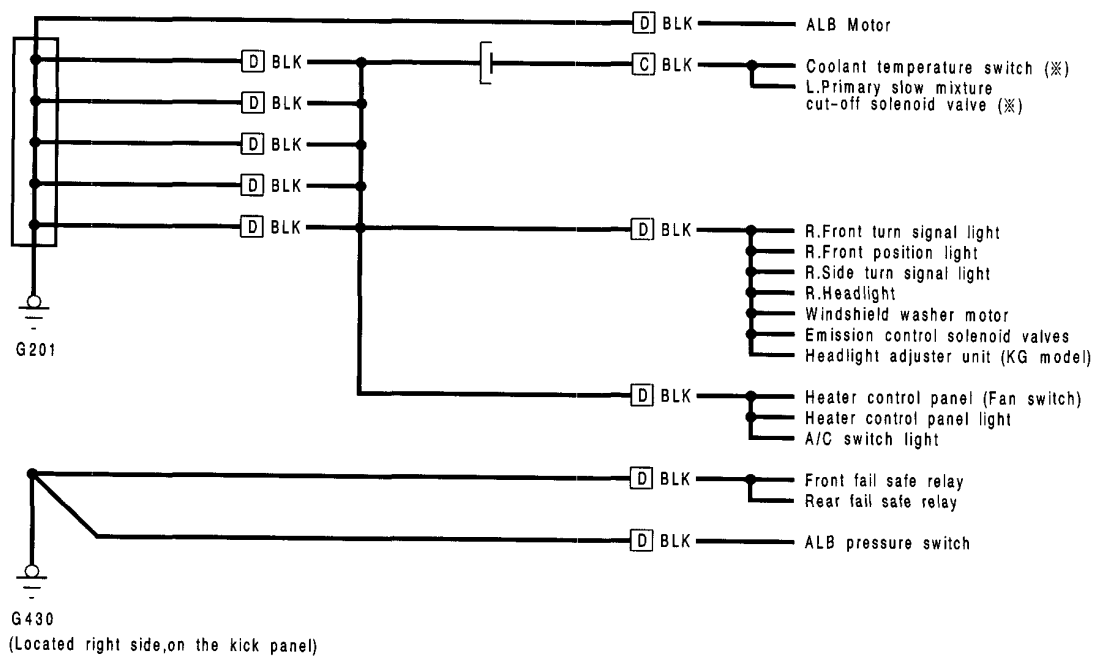 D BLK ALB Motor
D BLK C BLK Coolant temperature switch (※)
L.Primary slow mixture
cut-off solenoid valve (※)
D BLK
D BLK
D BLK
D BLK D BLK R.Front turn signal light
R.Front position light
R.Side turn signal light
R.Headlight
Windshield washer motor
Emission control solenoid valves
Headlight adjuster unit (KG model)
G201
D BLK Heater control panel (Fan switch)
Heater control panel light
A/C switch light
D BLK Front fail safe relay
Rear fail safe relay
D BLK ALB pressure switch
G430
(Located right side,on the kick panel)